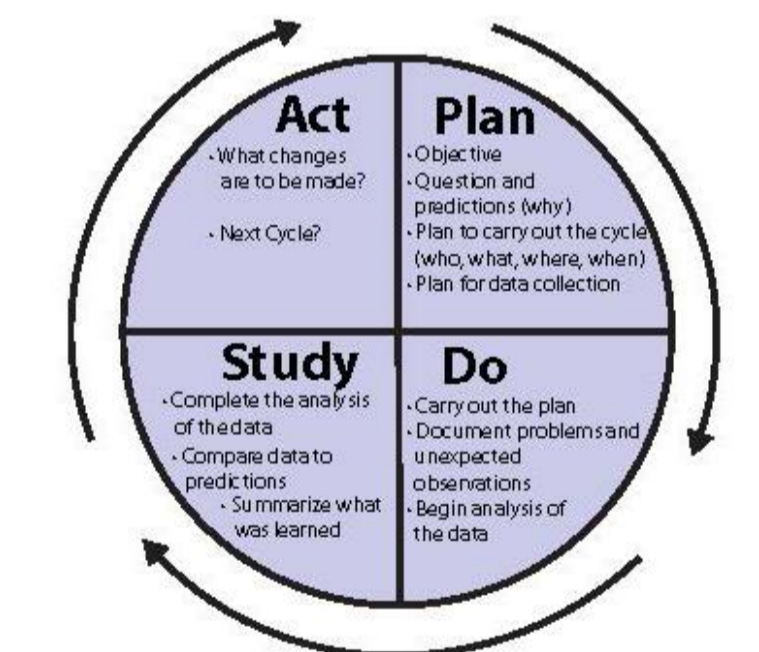 Act
·What changes
are to be made?
· Next Cycle?
Plan
·Objective
·Question and
predictions (why)
·Plan to carry out the cycle
(who, what, where, when)
·Plan for data collection
Study
·Complete the analysis
of the data
·Compare data to
predictions
· Summarize what
was learned
Do
·Carry out the plan
·Document problems and
unexpected
observations
·Begin analysis of
the data